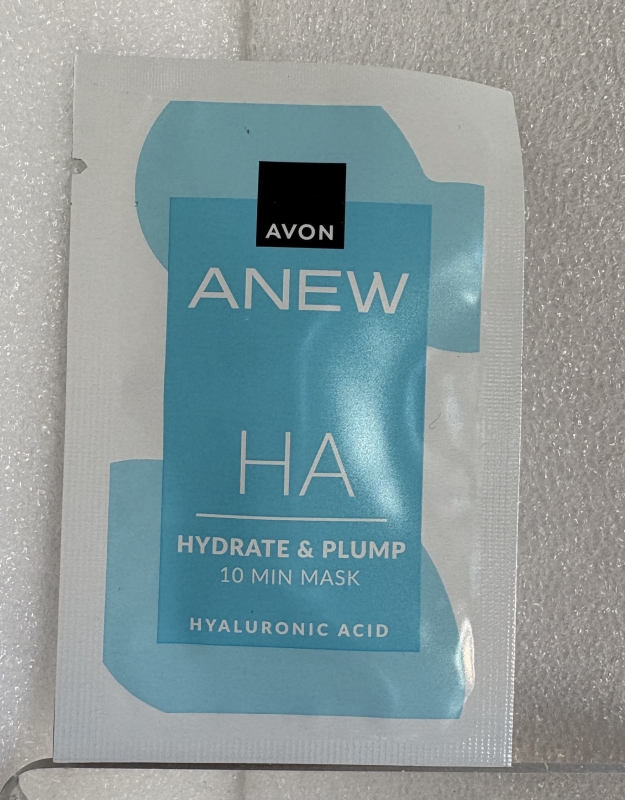 AVON
ANEW
HA
HYDRATE & PLUMP
10 MIN MASK
HYALURONIC ACID